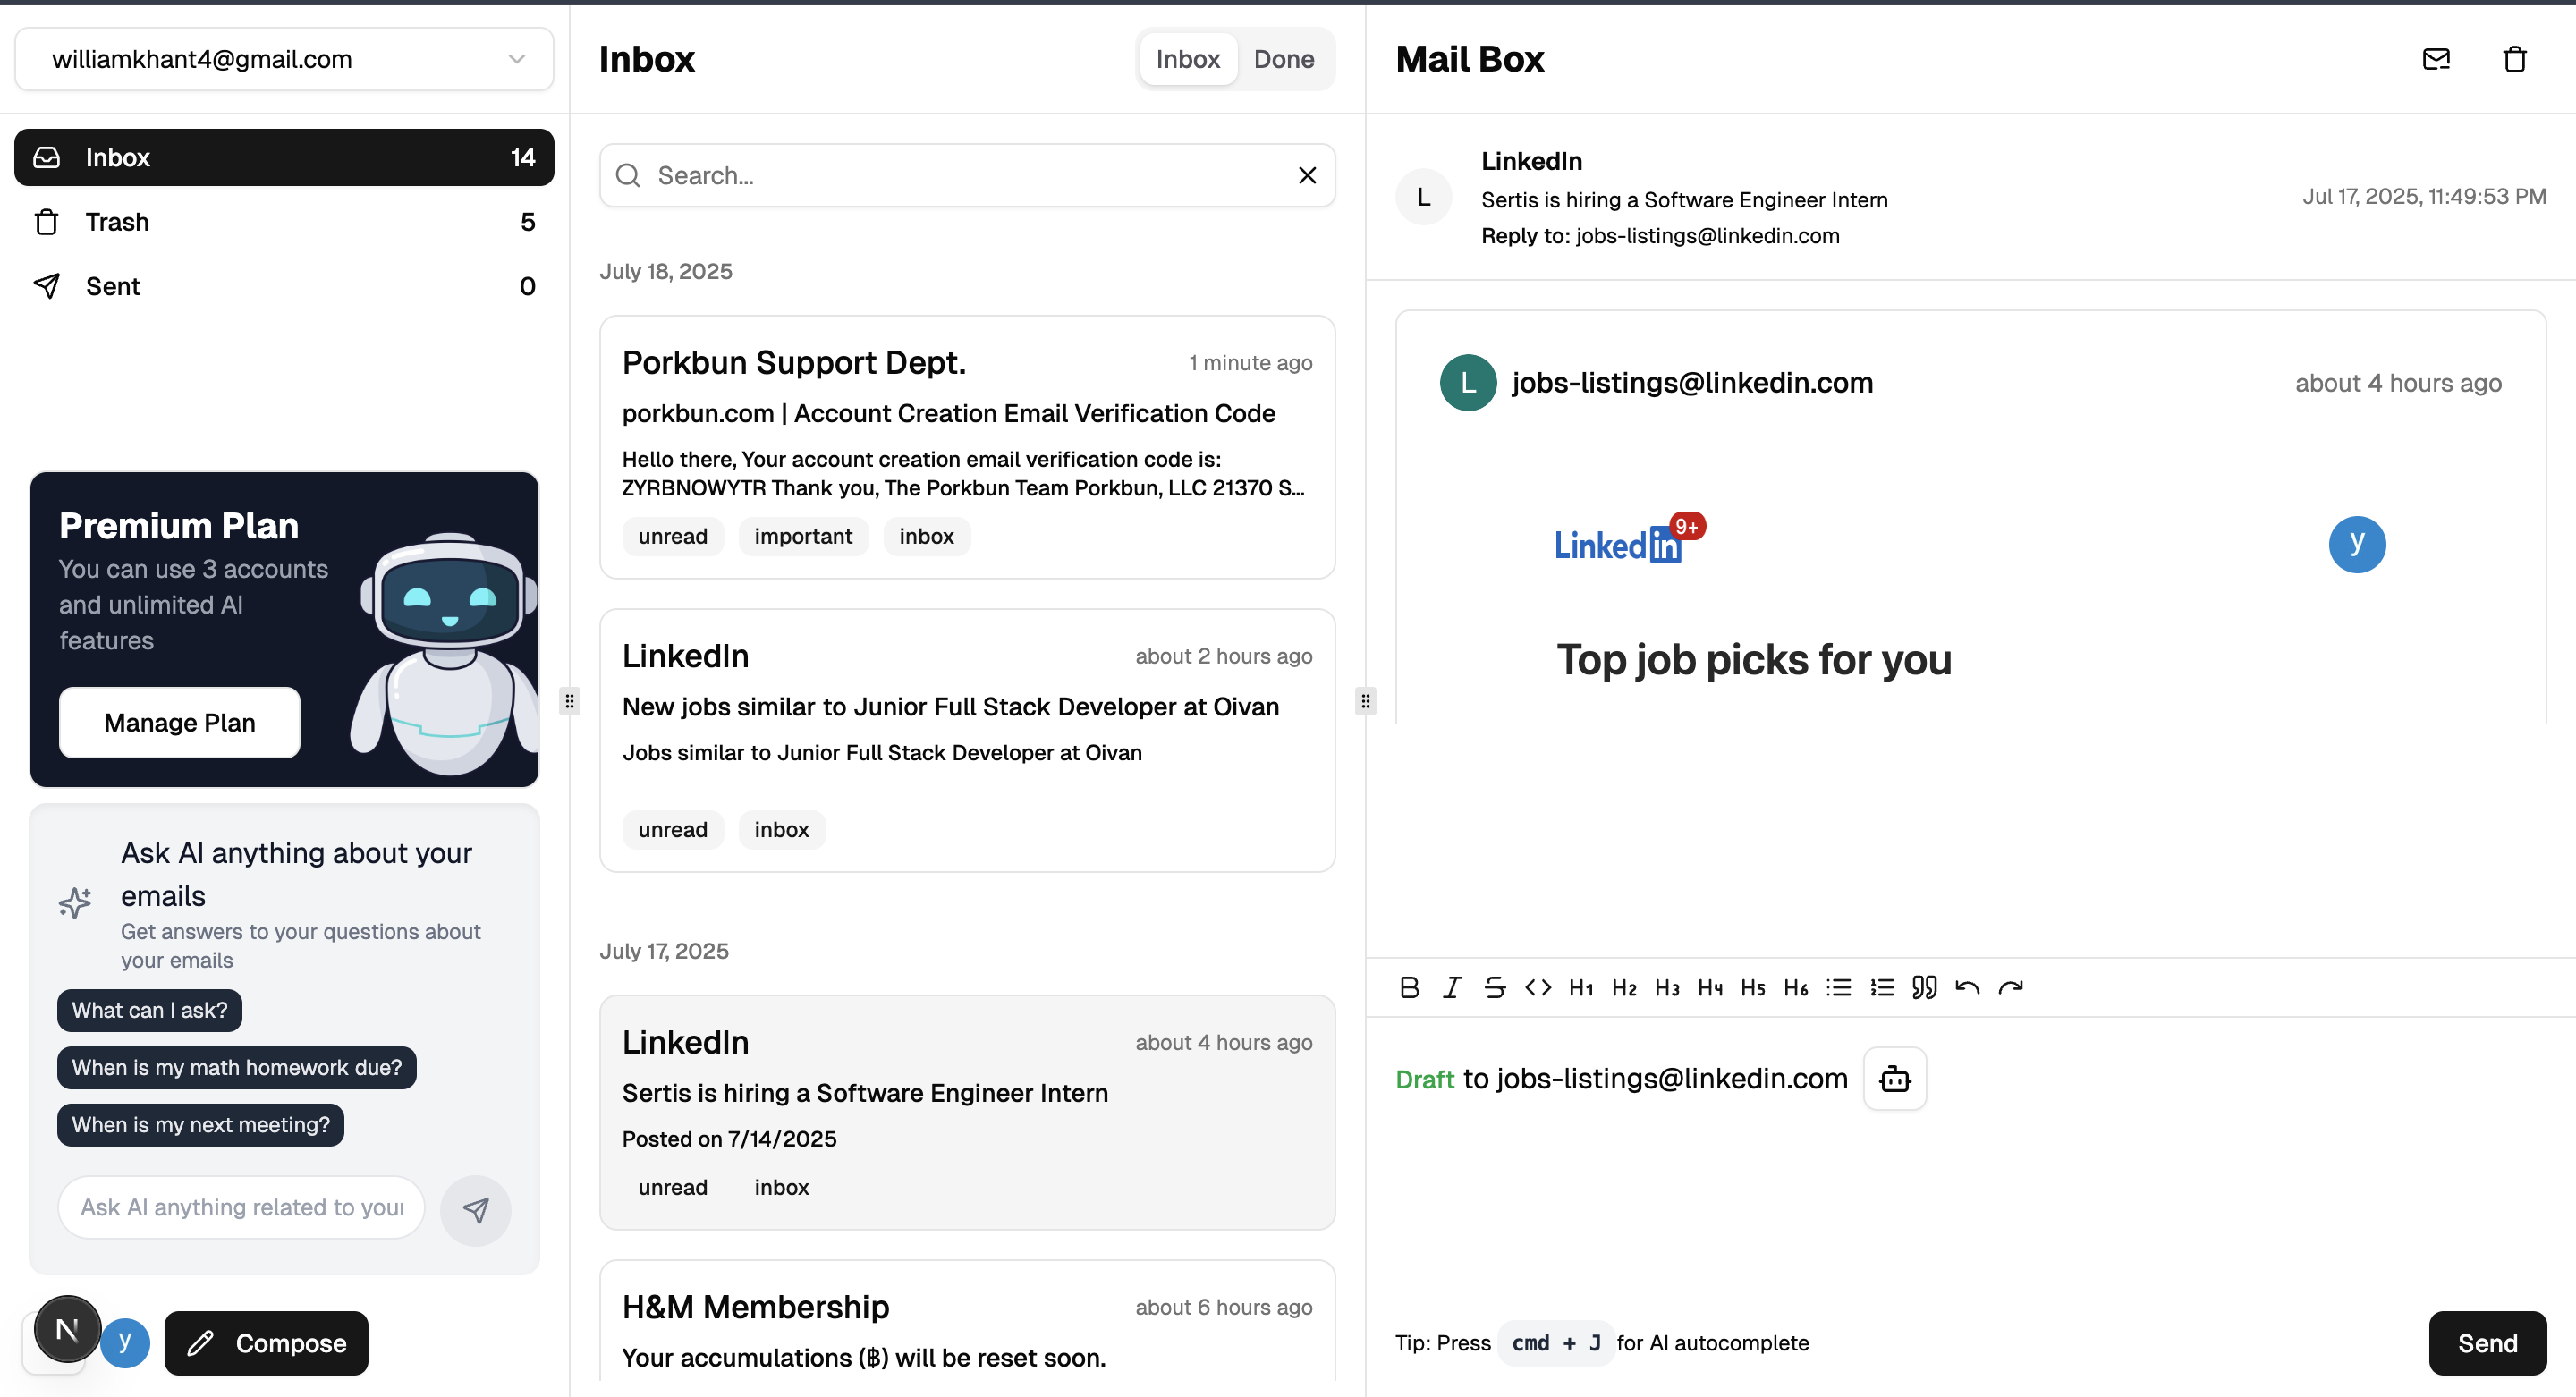 williamkhant4@gmail.com
Inbox 14
Trash 5
Sent 0
Premium Plan
You can use 3 accounts
and unlimited AI
features
Manage Plan
Ask AI anything about your
emails
Get answers to your questions about
your emails
What can I ask?
When is my math homework due?
When is my next meeting?
Ask AI anything related to your
N
y
Compose
Inbox
Inbox Done
Search...
July 18, 2025
Porkbun Support Dept. 1 minute ago
porkbun.com | Account Creation Email Verification Code
Hello there, Your account creation email verification code is:
ZYRBNOWYTR Thank you, The Porkbun Team Porkbun, LLC 21370 S...
unread important inbox
LinkedIn about 2 hours ago
New jobs similar to Junior Full Stack Developer at Oivan
Jobs similar to Junior Full Stack Developer at Oivan
unread inbox
July 17, 2025
LinkedIn about 4 hours ago
Sertis is hiring a Software Engineer Intern
Posted on 7/14/2025
unread inbox
H&M Membership about 6 hours ago
Your accumulations (฿) will be reset soon.
Mail Box
L
LinkedIn
Sertis is hiring a Software Engineer Intern
Reply to: jobs-listings@linkedin.com
Jul 17, 2025, 11:49:53 PM
L jobs-listings@linkedin.com about 4 hours ago
Linkedin 9+
y
Top job picks for you
B I S <> H1 H2 H3 H4 H5 H6
Draft to jobs-listings@linkedin.com
Tip: Press cmd + J for AI autocomplete
Send